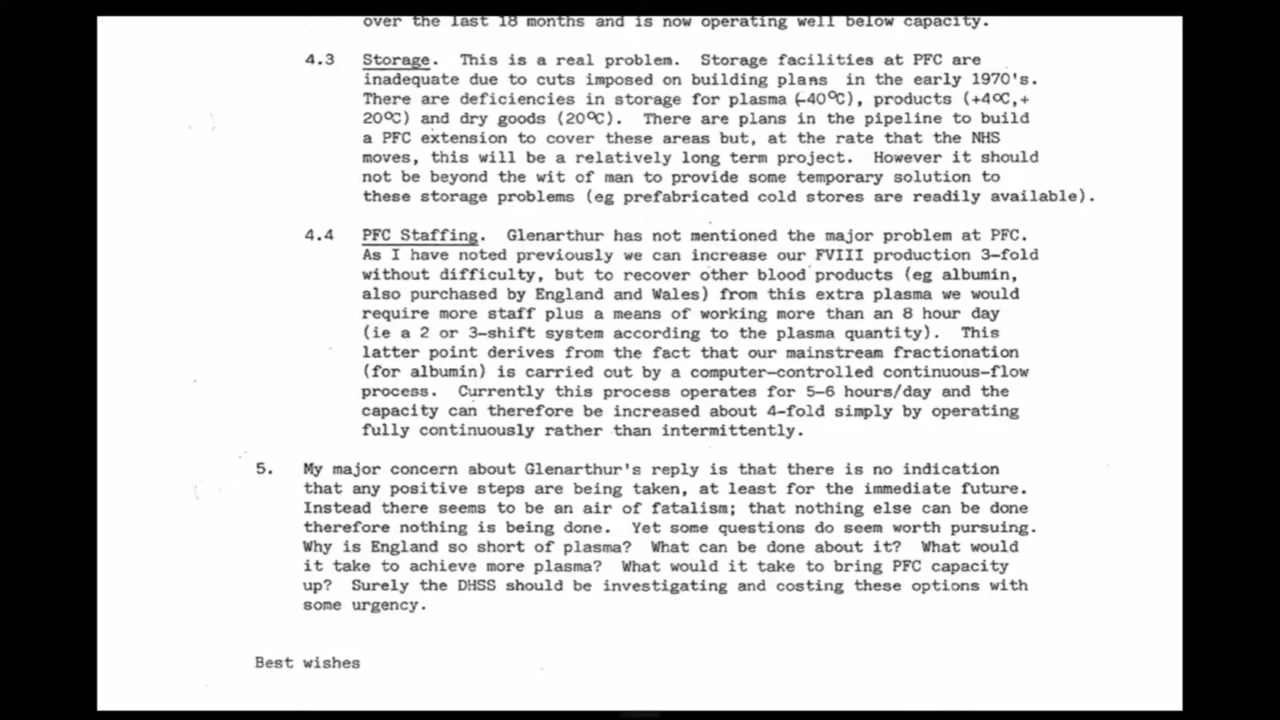 over the last 18 months and is now operating well below capacity.
4.3 Storage. This is a real problem. Storage facilities at PFC are
inadequate due to cuts imposed on building plans in the early 1970's.
There are deficiencies in storage for plasma (-40ºC), products (+4ºC,+
20ºC) and dry goods (20ºC). There are plans in the pipeline to build
a PFC extension to cover these areas but, at the rate that the NHS
moves, this will be a relatively long term project. However it should
not be beyond the wit of man to provide some temporary solution to
these storage problems (eg prefabricated cold stores are readily available).
4.4 PFC Staffing. Glenarthur has not mentioned the major problem at PFC.
As I have noted previously we can increase our FVIII production 3-fold
without difficulty, but to recover other blood products (eg albumin,
also purchased by England and Wales) from this extra plasma we would
require more staff plus a means of working more than an 8 hour day
(ie a 2 or 3-shift system according to the plasma quantity). This
latter point derives from the fact that our mainstream fractionation
(for albumin) is carried out by a computer-controlled continuous-flow
process. Currently this process operates for 5-6 hours/day and the
capacity can therefore be increased about 4-fold simply by operating
fully continuously rather than intermittently.
5. My major concern about Glenarthur's reply is that there is no indication
that any positive steps are being taken, at least for the immediate future.
Instead there seems to be an air of fatalism; that nothing else can be done
therefore nothing is being done. Yet some questions do seem worth pursuing.
Why is England so short of plasma? What can be done about it? What would
it take to achieve more plasma? What would it take to bring PFC capacity
up? Surely the DHSS should be investigating and costing these options with
some urgency.
Best wishes